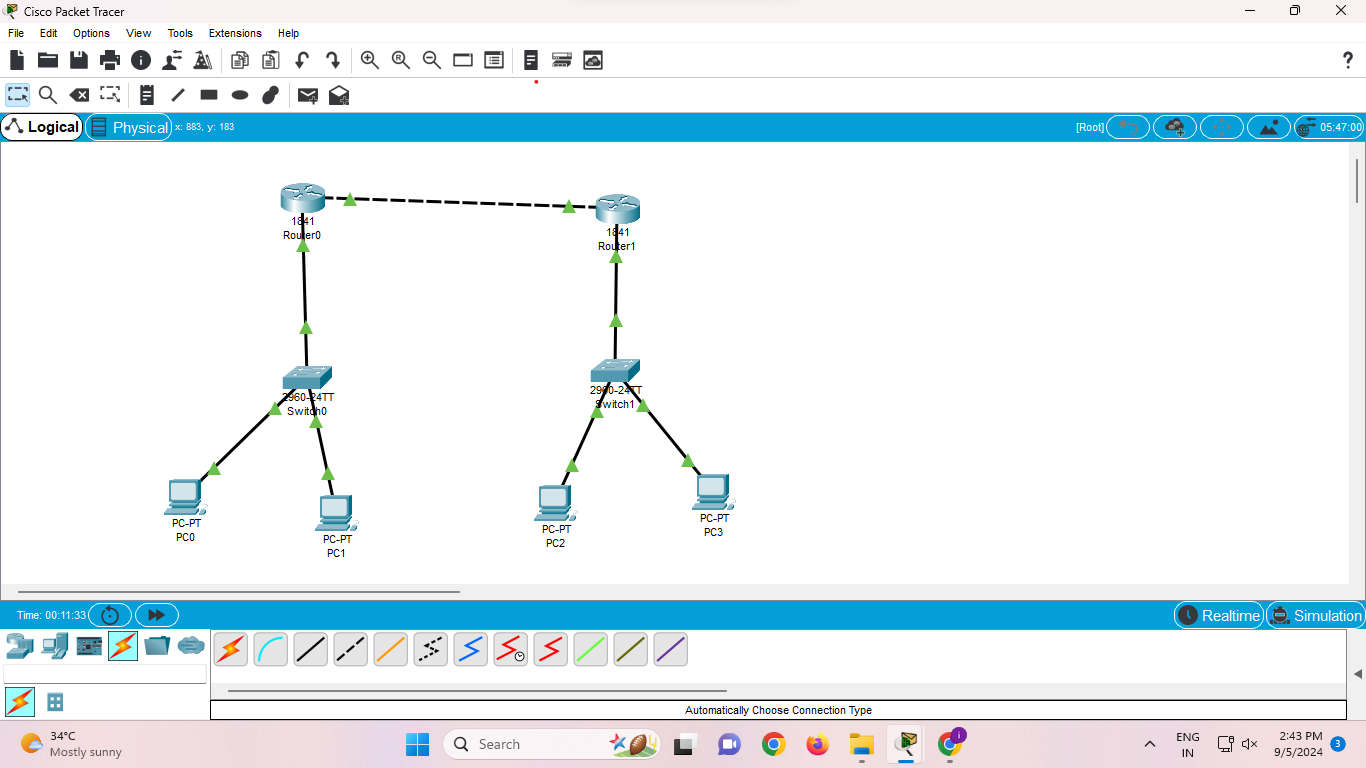 Cisco Packet Tracer
File Edit Options View Tools Extensions Help
?
Logical Physical x: 883, y: 183 [Root] 05:47:00
1841
Router0
1841
Router1
2960-24TT
Switch0
2960-24TT
Switch1
PC-PT
PC0
PC-PT
PC1
PC-PT
PC2
PC-PT
PC3
Time: 00:11:33 Realtime Simulation
Automatically Choose Connection Type
34°C
Mostly sunny
Search
i
ENG
IN
2:43 PM
9/5/2024
3